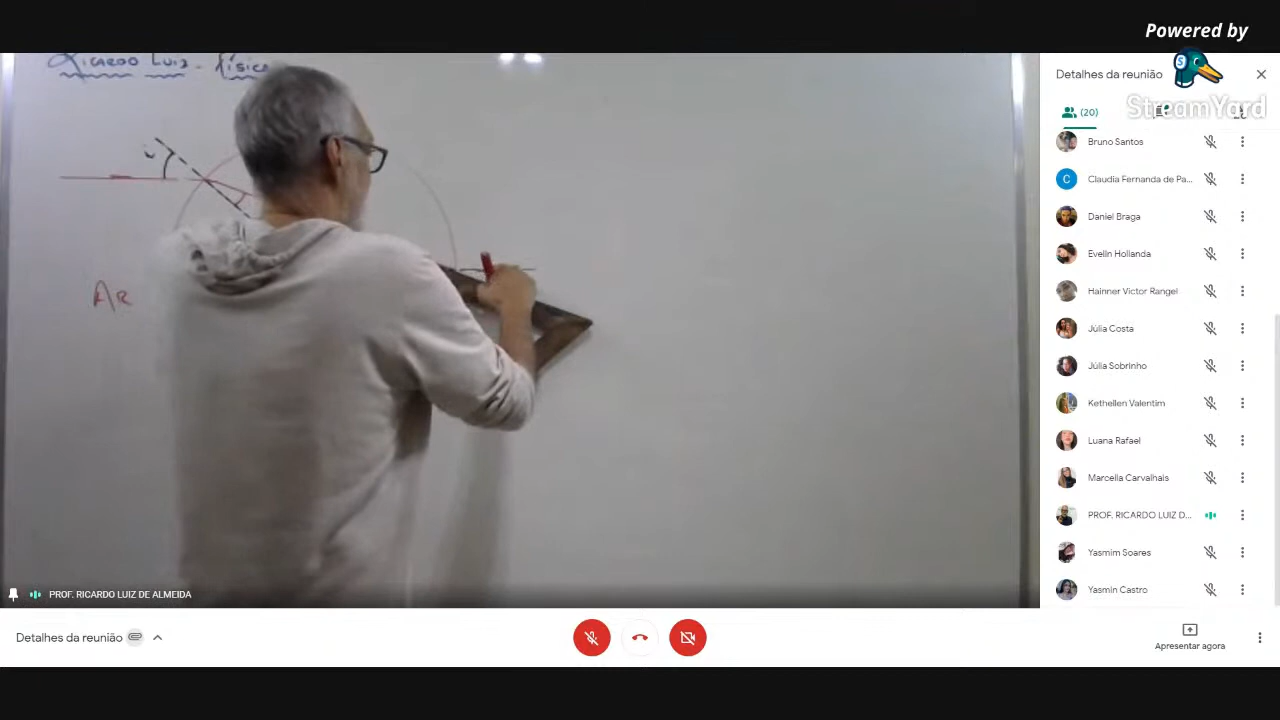 Powered by
StreamYard
Ricardo Luiz - física
i
AR
PROF. RICARDO LUIZ DE ALMEIDA
Detalhes da reunião
(20)
Bruno Santos
C
Claudia Fernanda de Pa...
Daniel Braga
Evelin Hollanda
Hainner Victor Rangel
Júlia Costa
Júlia Sobrinho
Kethellen Valentim
Luana Rafael
Marcella Carvalhais
PROF. RICARDO LUIZ D...
Yasmim Soares
Yasmin Castro
Detalhes da reunião
Apresentar agora